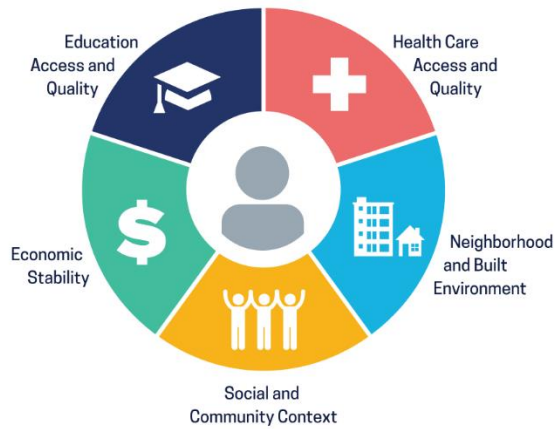 Education
Access and
Quality
Health Care
Access and
Quality
Economic
Stability
$
Neighborhood
and Built
Environment
Social and
Community Context